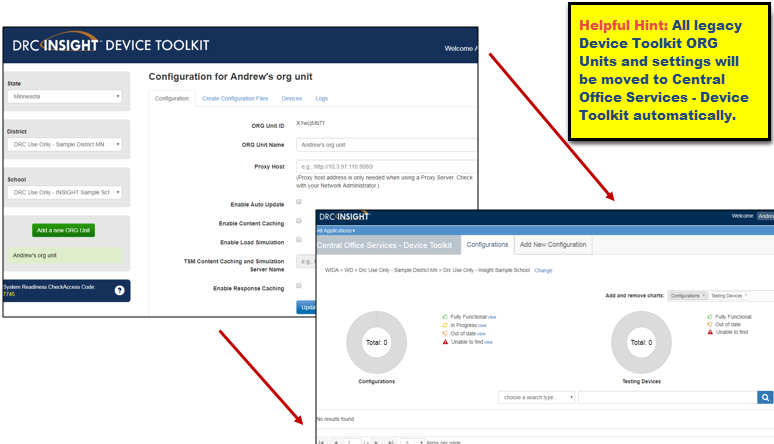 DRC INSIGHT DEVICE TOOLKIT
Welcome A
State
Minnesota
District
DRC Use Only - Sample District MN
School
DRC Use Only - INSIGHT Sample Sch
Add a new ORG Unit
Andrew's org unit
System Readiness CheckAccess Code:
7745
?
Configuration for Andrew's org unit
Configuration Create Configuration Files Devices Logs
ORG Unit ID
ORG Unit Name Andrew's org unit
Proxy Host e.g., http://10.3.97.118:8080/
(Proxy host address is only needed when using a Proxy Server. Check
with your Network Administrator.)
Enable Auto Update
Enable Content Caching
Enable Load Simulation
TSM Content Caching and Simulation
Server Name
Enable Response Caching
Helpful Hint: All legacy
Device Toolkit ORG
Units and settings will
be moved to Central
Office Services - Device
Toolkit automatically.
DRC INSIGHT
Welcome Andre
All Applications
Central Office Services - Device Toolkit Configurations Add New Configuration
WIDA > WD > Drc Use Only - Sample District Mn > Drc Use Only - Insight Sample School Change
Add and remove charts: Configurations × Testing Devices ×
Total: 0
Configurations
Fully Functional view
In Progress view
Out of date view
Unable to find view
Total: 0
Testing Devices
Fully Functional
Out of date
Unable to find
choose a search type...
No results found
items per page